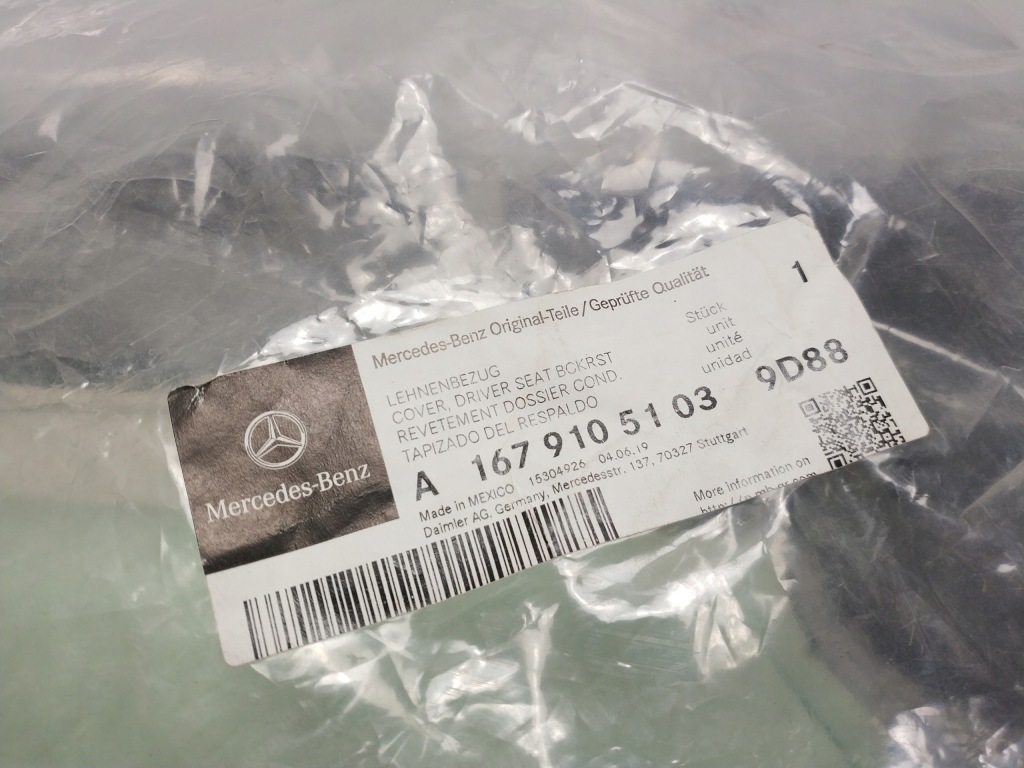 Mercedes-Benz Original-Teile/Geprüfte Qualität
1
Stück
unit
unité
unidad
LEHNENBEZUG
COVER, DRIVER SEAT BCKRST
REVETEMENT DOSSIER COND.
TAPIZADO DEL RESPALDO
A 167 910 51 03 9D88
Made in MEXICO 15304926 04.06.19
Daimler AG, Germany, Mercedesstr. 137, 70327 Stuttgart
More information on
Mercedes-Benz